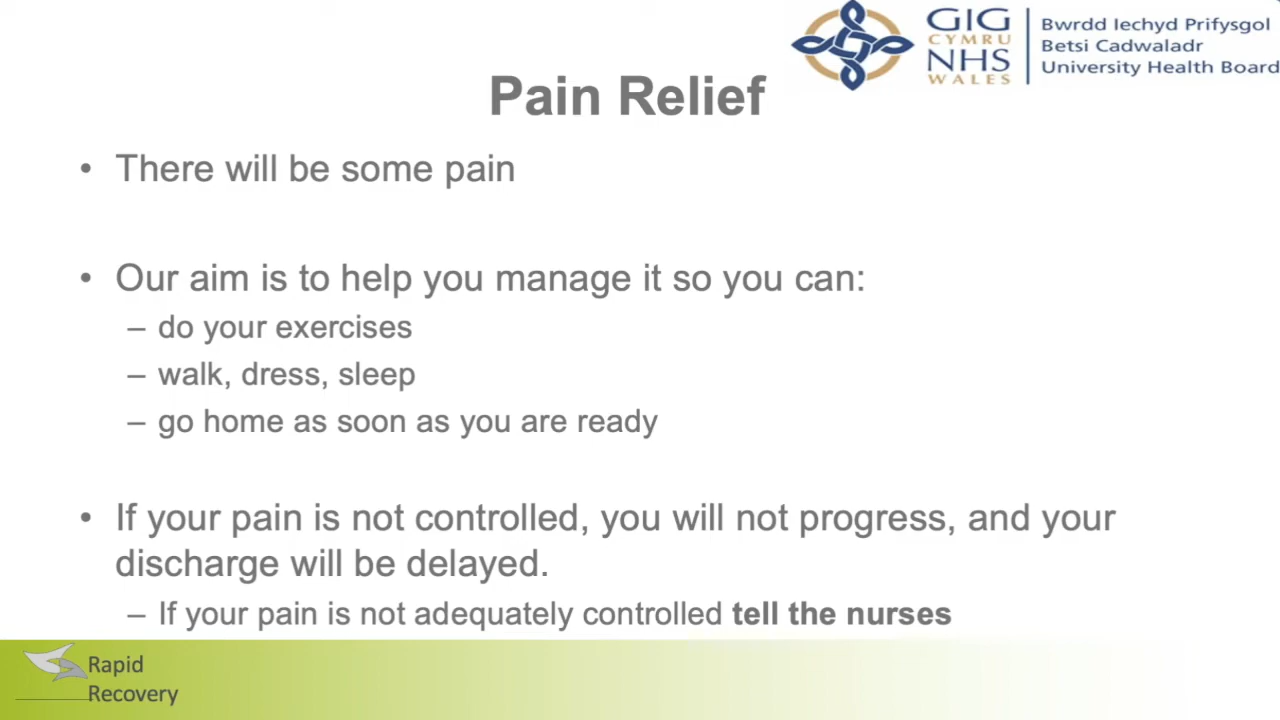 GIG
CYMRU
NHS
WALES
Bwrdd Iechyd Prifysgol
Betsi Cadwaladr
University Health Board
Pain Relief
• There will be some pain
• Our aim is to help you manage it so you can:
– do your exercises
– walk, dress, sleep
– go home as soon as you are ready
• If your pain is not controlled, you will not progress, and your
discharge will be delayed.
– If your pain is not adequately controlled tell the nurses
Rapid
Recovery